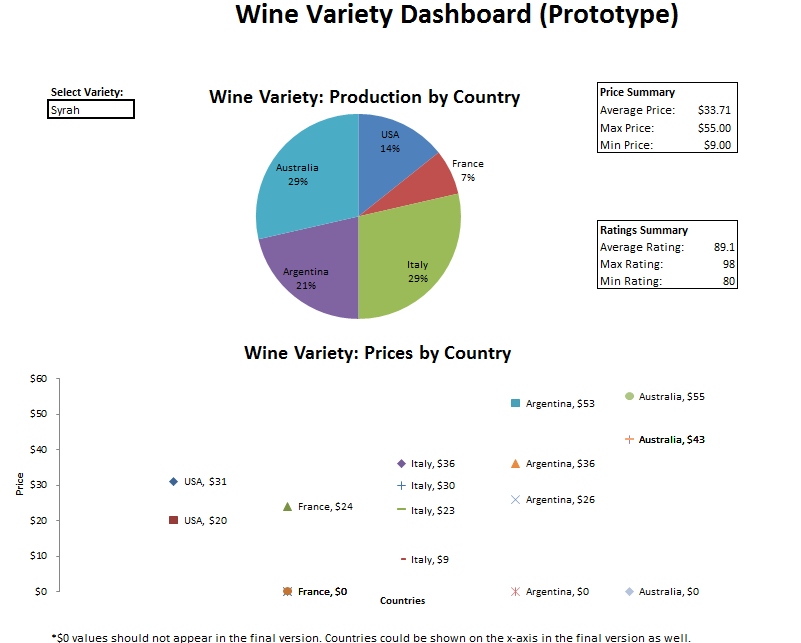 Wine Variety Dashboard (Prototype)
Select Variety:
Syrah
Wine Variety: Production by Country
USA
14%
France
7%
Italy
29%
Argentina
21%
Australia
29%
Price Summary
Average Price: $33.71
Max Price: $55.00
Min Price: $9.00
Ratings Summary
Average Rating: 89.1
Max Rating: 98
Min Rating: 80
Wine Variety: Prices by Country
Price
$60
$50
$40
$30
$20
$10
$0
USA, $31
USA, $20
France, $24
France, $0
Italy, $36
Italy, $30
Italy, $23
Italy, $9
Argentina, $53
Argentina, $36
Argentina, $26
Argentina, $0
Australia, $55
Australia, $43
Australia, $0
Countries
*$0 values should not appear in the final version. Countries could be shown on the x-axis in the final version as well.